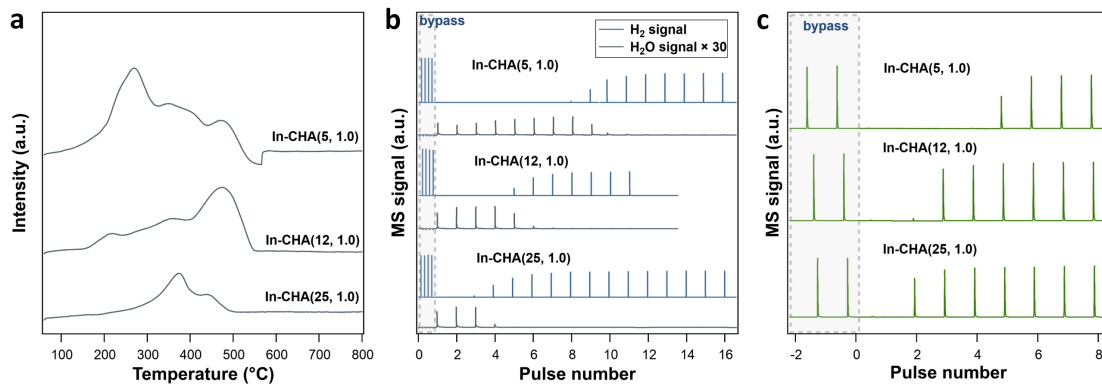 a
Intensity (a.u.)
In-CHA(5, 1.0)
In-CHA(12, 1.0)
In-CHA(25, 1.0)
100 200 300 400 500 600 700 800
Temperature (°C)
b
bypass
H₂ signal
H₂O signal × 30
MS signal (a.u.)
In-CHA(5, 1.0)
In-CHA(12, 1.0)
In-CHA(25, 1.0)
0 2 4 6 8 10 12 14 16
Pulse number
c
bypass
MS signal (a.u.)
In-CHA(5, 1.0)
In-CHA(12, 1.0)
In-CHA(25, 1.0)
-2 0 2 4 6 8
Pulse number